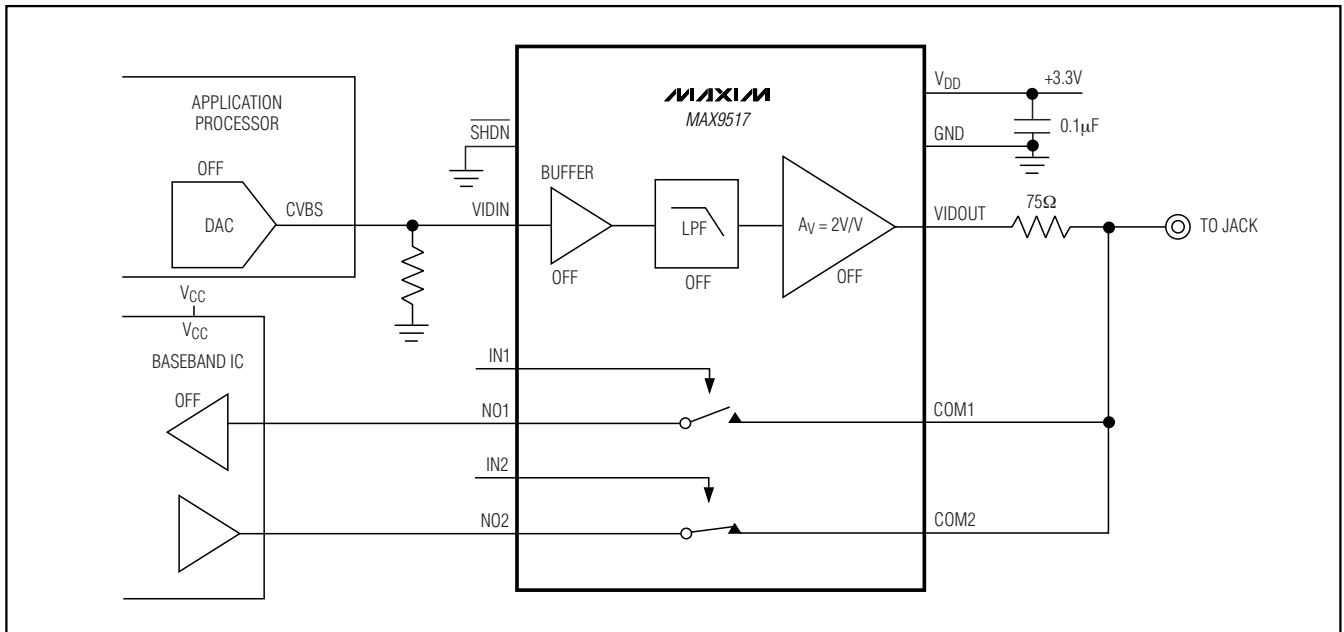 APPLICATION
PROCESSOR
OFF
DAC
CVBS
VCC
VCC
BASEBAND IC
OFF
MAXIM
MAX9517
SHDN
BUFFER
VIDIN
OFF
LPF
OFF
AV = 2V/V
OFF
IN1
NO1
IN2
NO2
VDD
+3.3V
0.1µF
GND
75Ω
VIDOUT
TO JACK
COM1
COM2